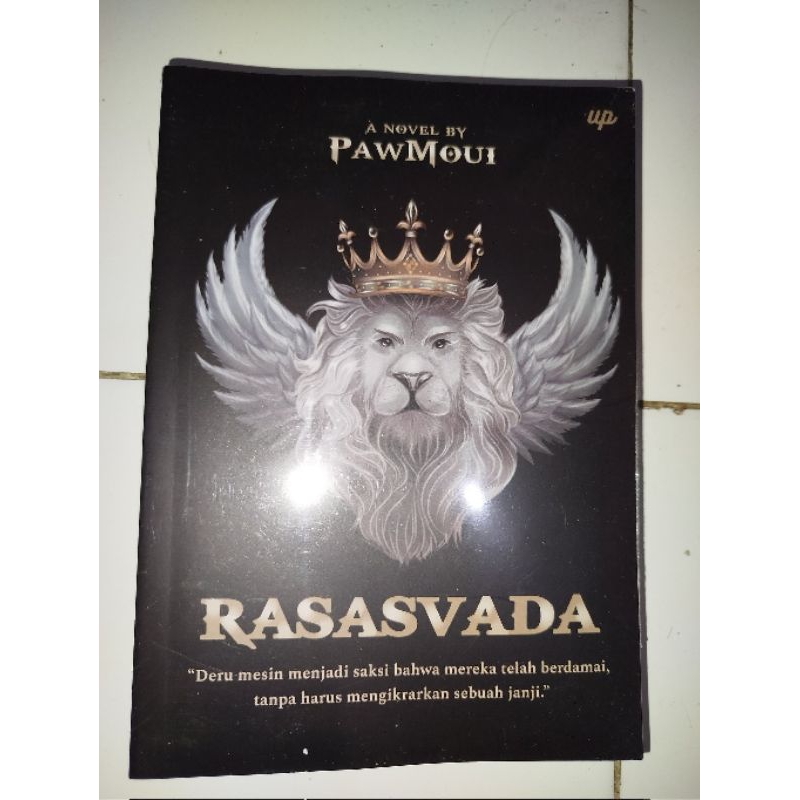 up
A NOVEL BY
PAWMOUI
RASASVADA
“Deru mesin menjadi saksi bahwa mereka telah berdamai,
tanpa harus mengikrarkan sebuah janji.”